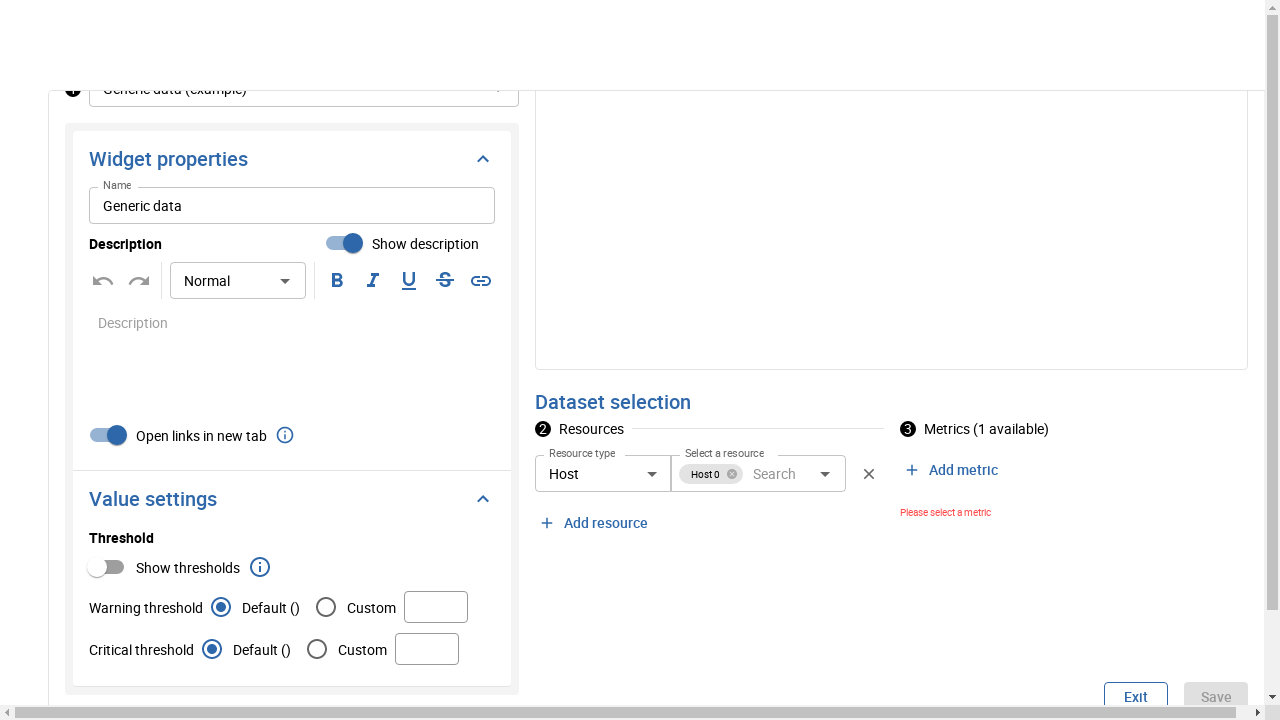 1 Generic data (example)
Widget properties
Name
Generic data
Description
Show description
Normal
B I U S
Description
Open links in new tab
Value settings
Threshold
Show thresholds
Warning threshold Default () Custom
Critical threshold Default () Custom
Dataset selection
2 Resources
Resource type
Host
Select a resource
Host 0
Search
Add resource
3 Metrics (1 available)
Add metric
Please select a metric
Exit
Save